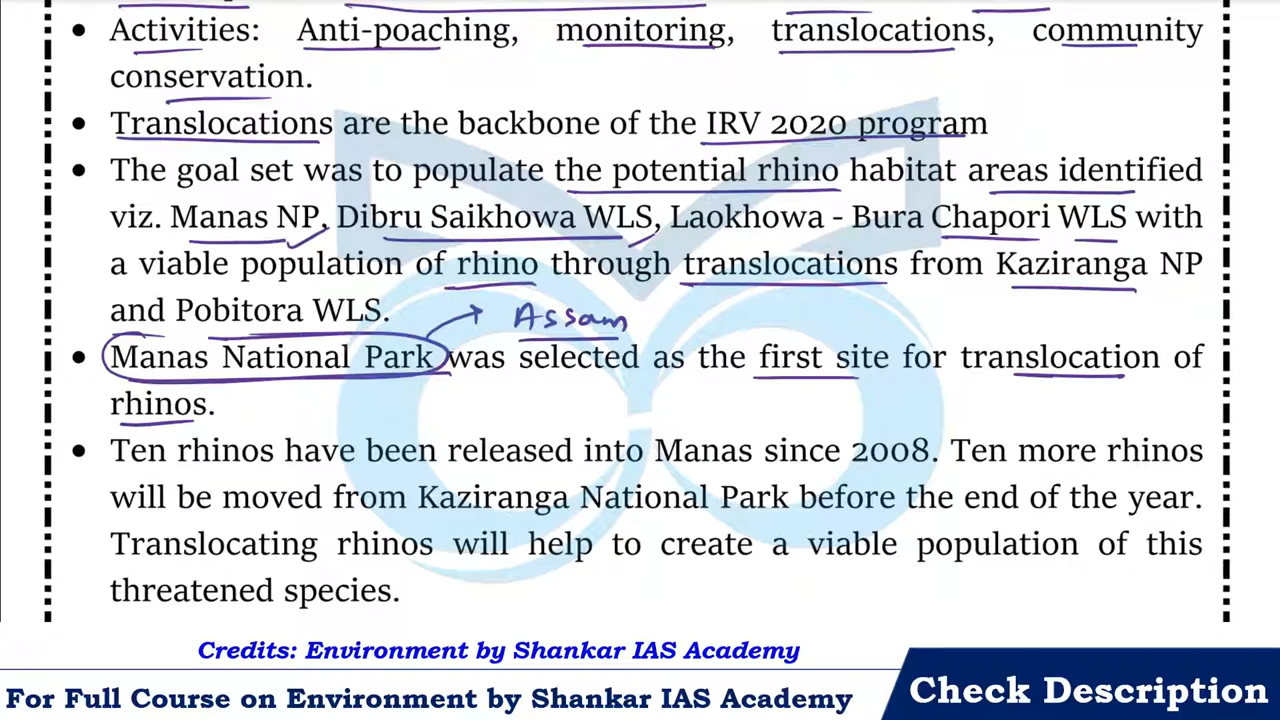 • Activities: Anti-poaching, monitoring, translocations, community
conservation.
• Translocations are the backbone of the IRV 2020 program
• The goal set was to populate the potential rhino habitat areas identified
viz. Manas NP, Dibru Saikhowa WLS, Laokhowa - Bura Chapori WLS with
a viable population of rhino through translocations from Kaziranga NP
and Pobitora WLS.
Assam
• Manas National Park was selected as the first site for translocation of
rhinos.
• Ten rhinos have been released into Manas since 2008. Ten more rhinos
will be moved from Kaziranga National Park before the end of the year.
Translocating rhinos will help to create a viable population of this
threatened species.
Credits: Environment by Shankar IAS Academy
For Full Course on Environment by Shankar IAS Academy
Check Description